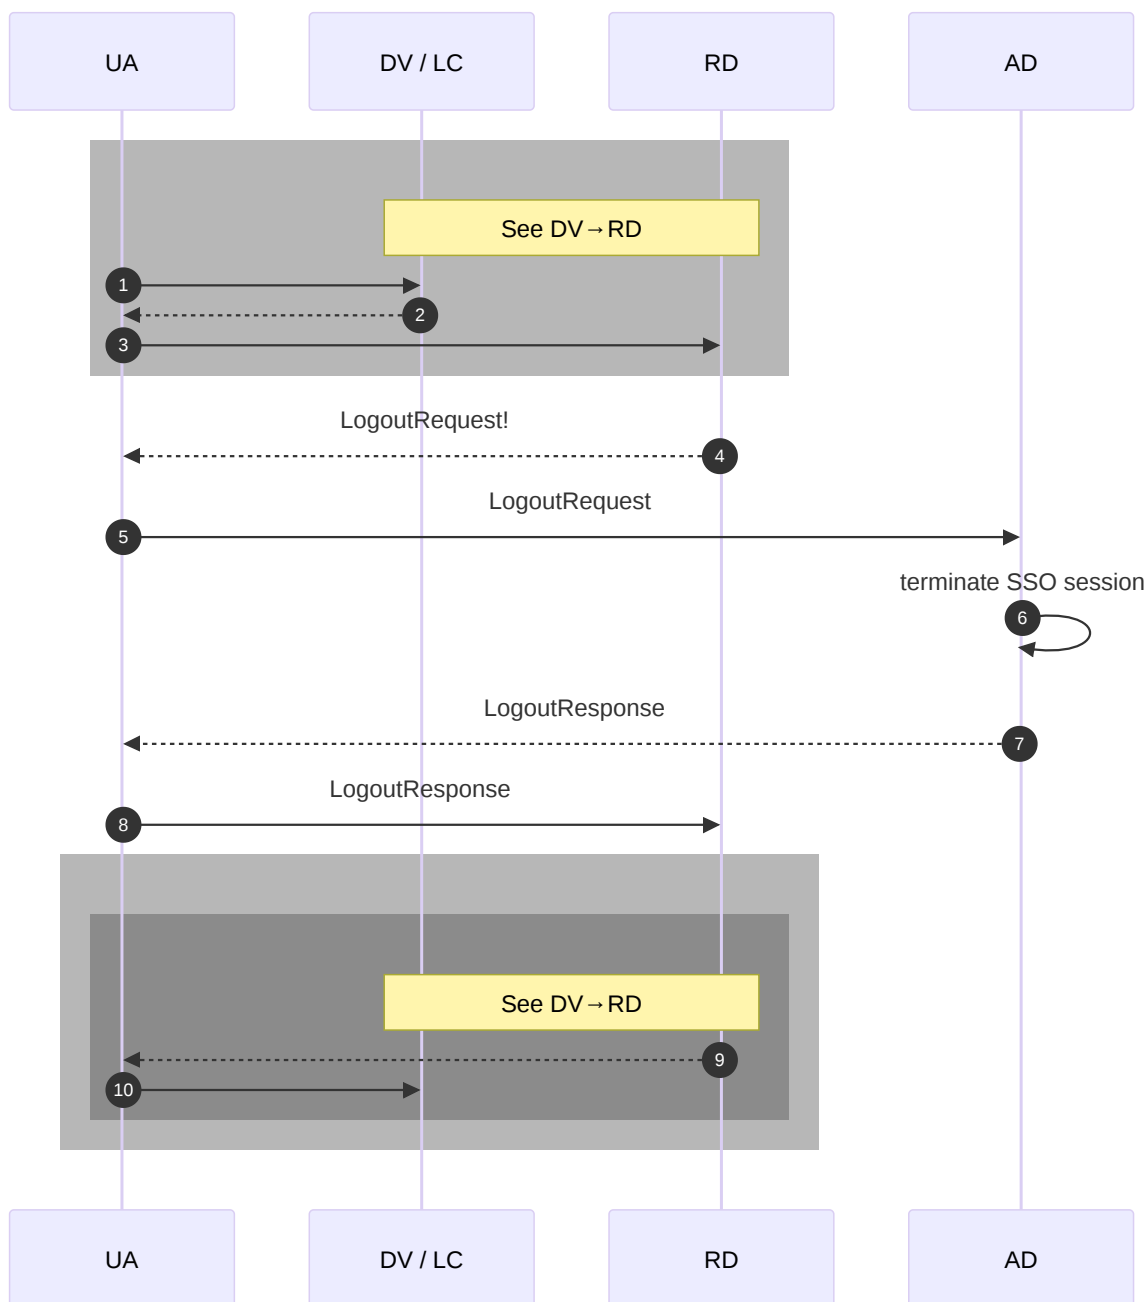 UA
DV / LC
RD
AD
See DV→RD
1
2
3
LogoutRequest!
4
LogoutRequest
5
terminate SSO session
6
LogoutResponse
7
LogoutResponse
8
See DV→RD
9
10
UA
DV / LC
RD
AD